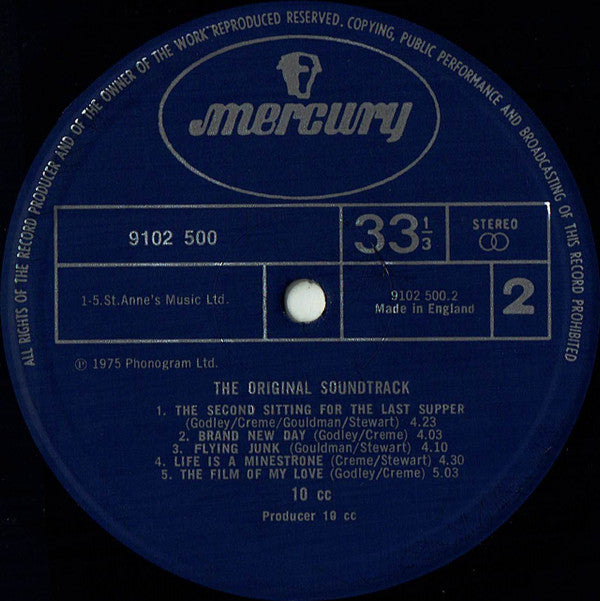 ALL RIGHTS OF THE RECORD PRODUCER AND OF THE OWNER OF THE WORK REPRODUCED RESERVED. COPYING, PUBLIC PERFORMANCE AND BROADCASTING OF THIS RECORD PROHIBITED
mercury
9102 500
33 1/3
STEREO
1-5.St.Anne's Music Ltd.
9102 500.2
Made in England
2
℗ 1975 Phonogram Ltd.
THE ORIGINAL SOUNDTRACK
1. THE SECOND SITTING FOR THE LAST SUPPER
(Godley/Creme/Gouldman/Stewart) 4.23
2. BRAND NEW DAY (Godley/Creme) 4.03
3. FLYING JUNK (Gouldman/Stewart) 4.10
4. LIFE IS A MINESTRONE (Creme/Stewart) 4.30
5. THE FILM OF MY LOVE (Godley/Creme) 5.03
10 cc
Producer 10 cc